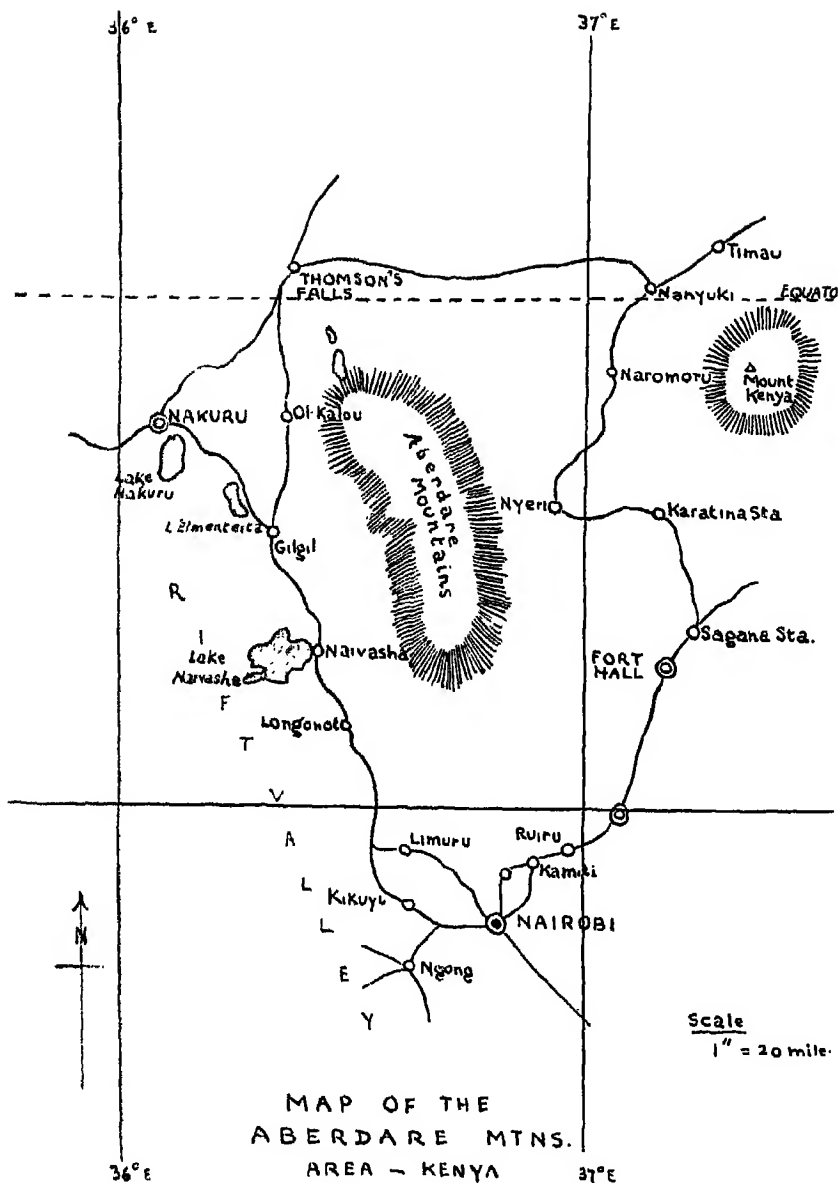 36° E
37° E
Timau
THOMSON'S
FALLS
Nanyuki
EQUATO
Naromoru
Mount
Kenya
NAKURU
Ol Kalou
Aberdare
Mountains
Lake
Nakuru
L Elmenteita
Gilgil
Nyeri
Karatina Sta
RIFT VALLEY
Lake
Naivasha
Naivasha
Sagana Sta.
FORT
HALL
Longonot
Limuru
Ruiru
Kamiti
Kikuyu
NAIROBI
Ngong
N
Scale
1" = 20 mile.
MAP OF THE
ABERDARE MTNS.
AREA – KENYA
36° E
37° E